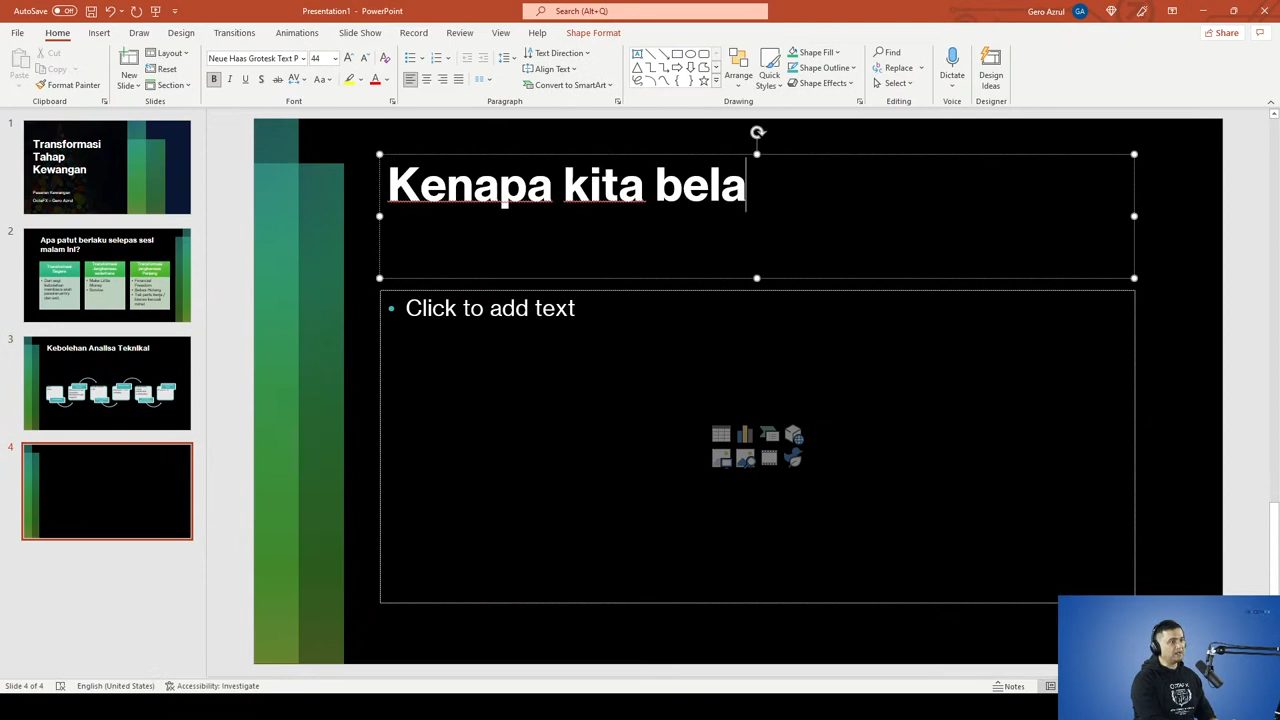 AutoSave Off
Presentation1 - PowerPoint
Search (Alt+Q)
Gero Azrul GA
File Home Insert Draw Design Transitions Animations Slide Show Record Review View Help Shape Format
Share
Paste
Cut
Copy
Format Painter
Clipboard
New Slide
Layout
Reset
Section
Slides
Neue Haas Grotesk Text P 44
Font
Text Direction
Align Text
Convert to SmartArt
Paragraph
Arrange
Quick Styles
Shape Fill
Shape Outline
Shape Effects
Drawing
Find
Replace
Select
Editing
Dictate
Voice
Design Ideas
Designer
1
Transformasi
Tahap
Kewangan
Pasaran Kewangan
OctaFX – Gero Azrul
2
Apa patut berlaku selepas sesi
malam ini?
3
Kebolehan Analisa Teknikal
4
Kenapa kita bela
Click to add text
Slide 4 of 4
English (United States)
Accessibility: Investigate
Notes